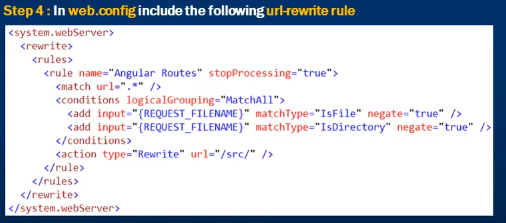 Step 4 : In web.config include the following url-rewrite rule
<system.webServer>
  <rewrite>
    <rules>
      <rule name="Angular Routes" stopProcessing="true">
        <match url=".*" />
        <conditions logicalGrouping="MatchAll">
          <add input="{REQUEST_FILENAME}" matchType="IsFile" negate="true" />
          <add input="{REQUEST_FILENAME}" matchType="IsDirectory" negate="true" />
        </conditions>
        <action type="Rewrite" url="/src/" />
      </rule>
    </rules>
  </rewrite>
</system.webServer>